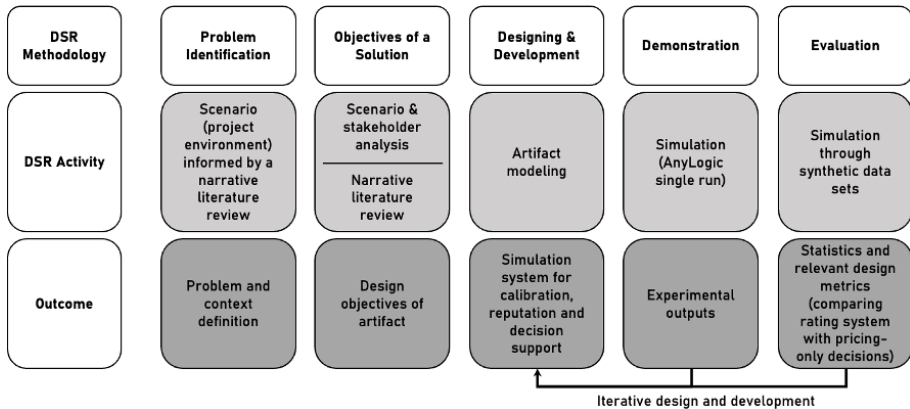 DSR
Methodology
Problem
Identification
Objectives of a
Solution
Designing &
Development
Demonstration
Evaluation
DSR Activity
Scenario
(project
environment)
informed by a
narrative
literature
review
Scenario &
stakeholder
analysis
Narrative
literature
review
Artifact
modeling
Simulation
(AnyLogic
single run)
Simulation
through
synthetic data
sets
Outcome
Problem and
context
definition
Design
objectives of
artifact
Simulation
system for
calibration,
reputation and
decision
support
Experimental
outputs
Statistics and
relevant design
metrics
(comparing
rating system
with pricing-
only decisions)
Iterative design and development